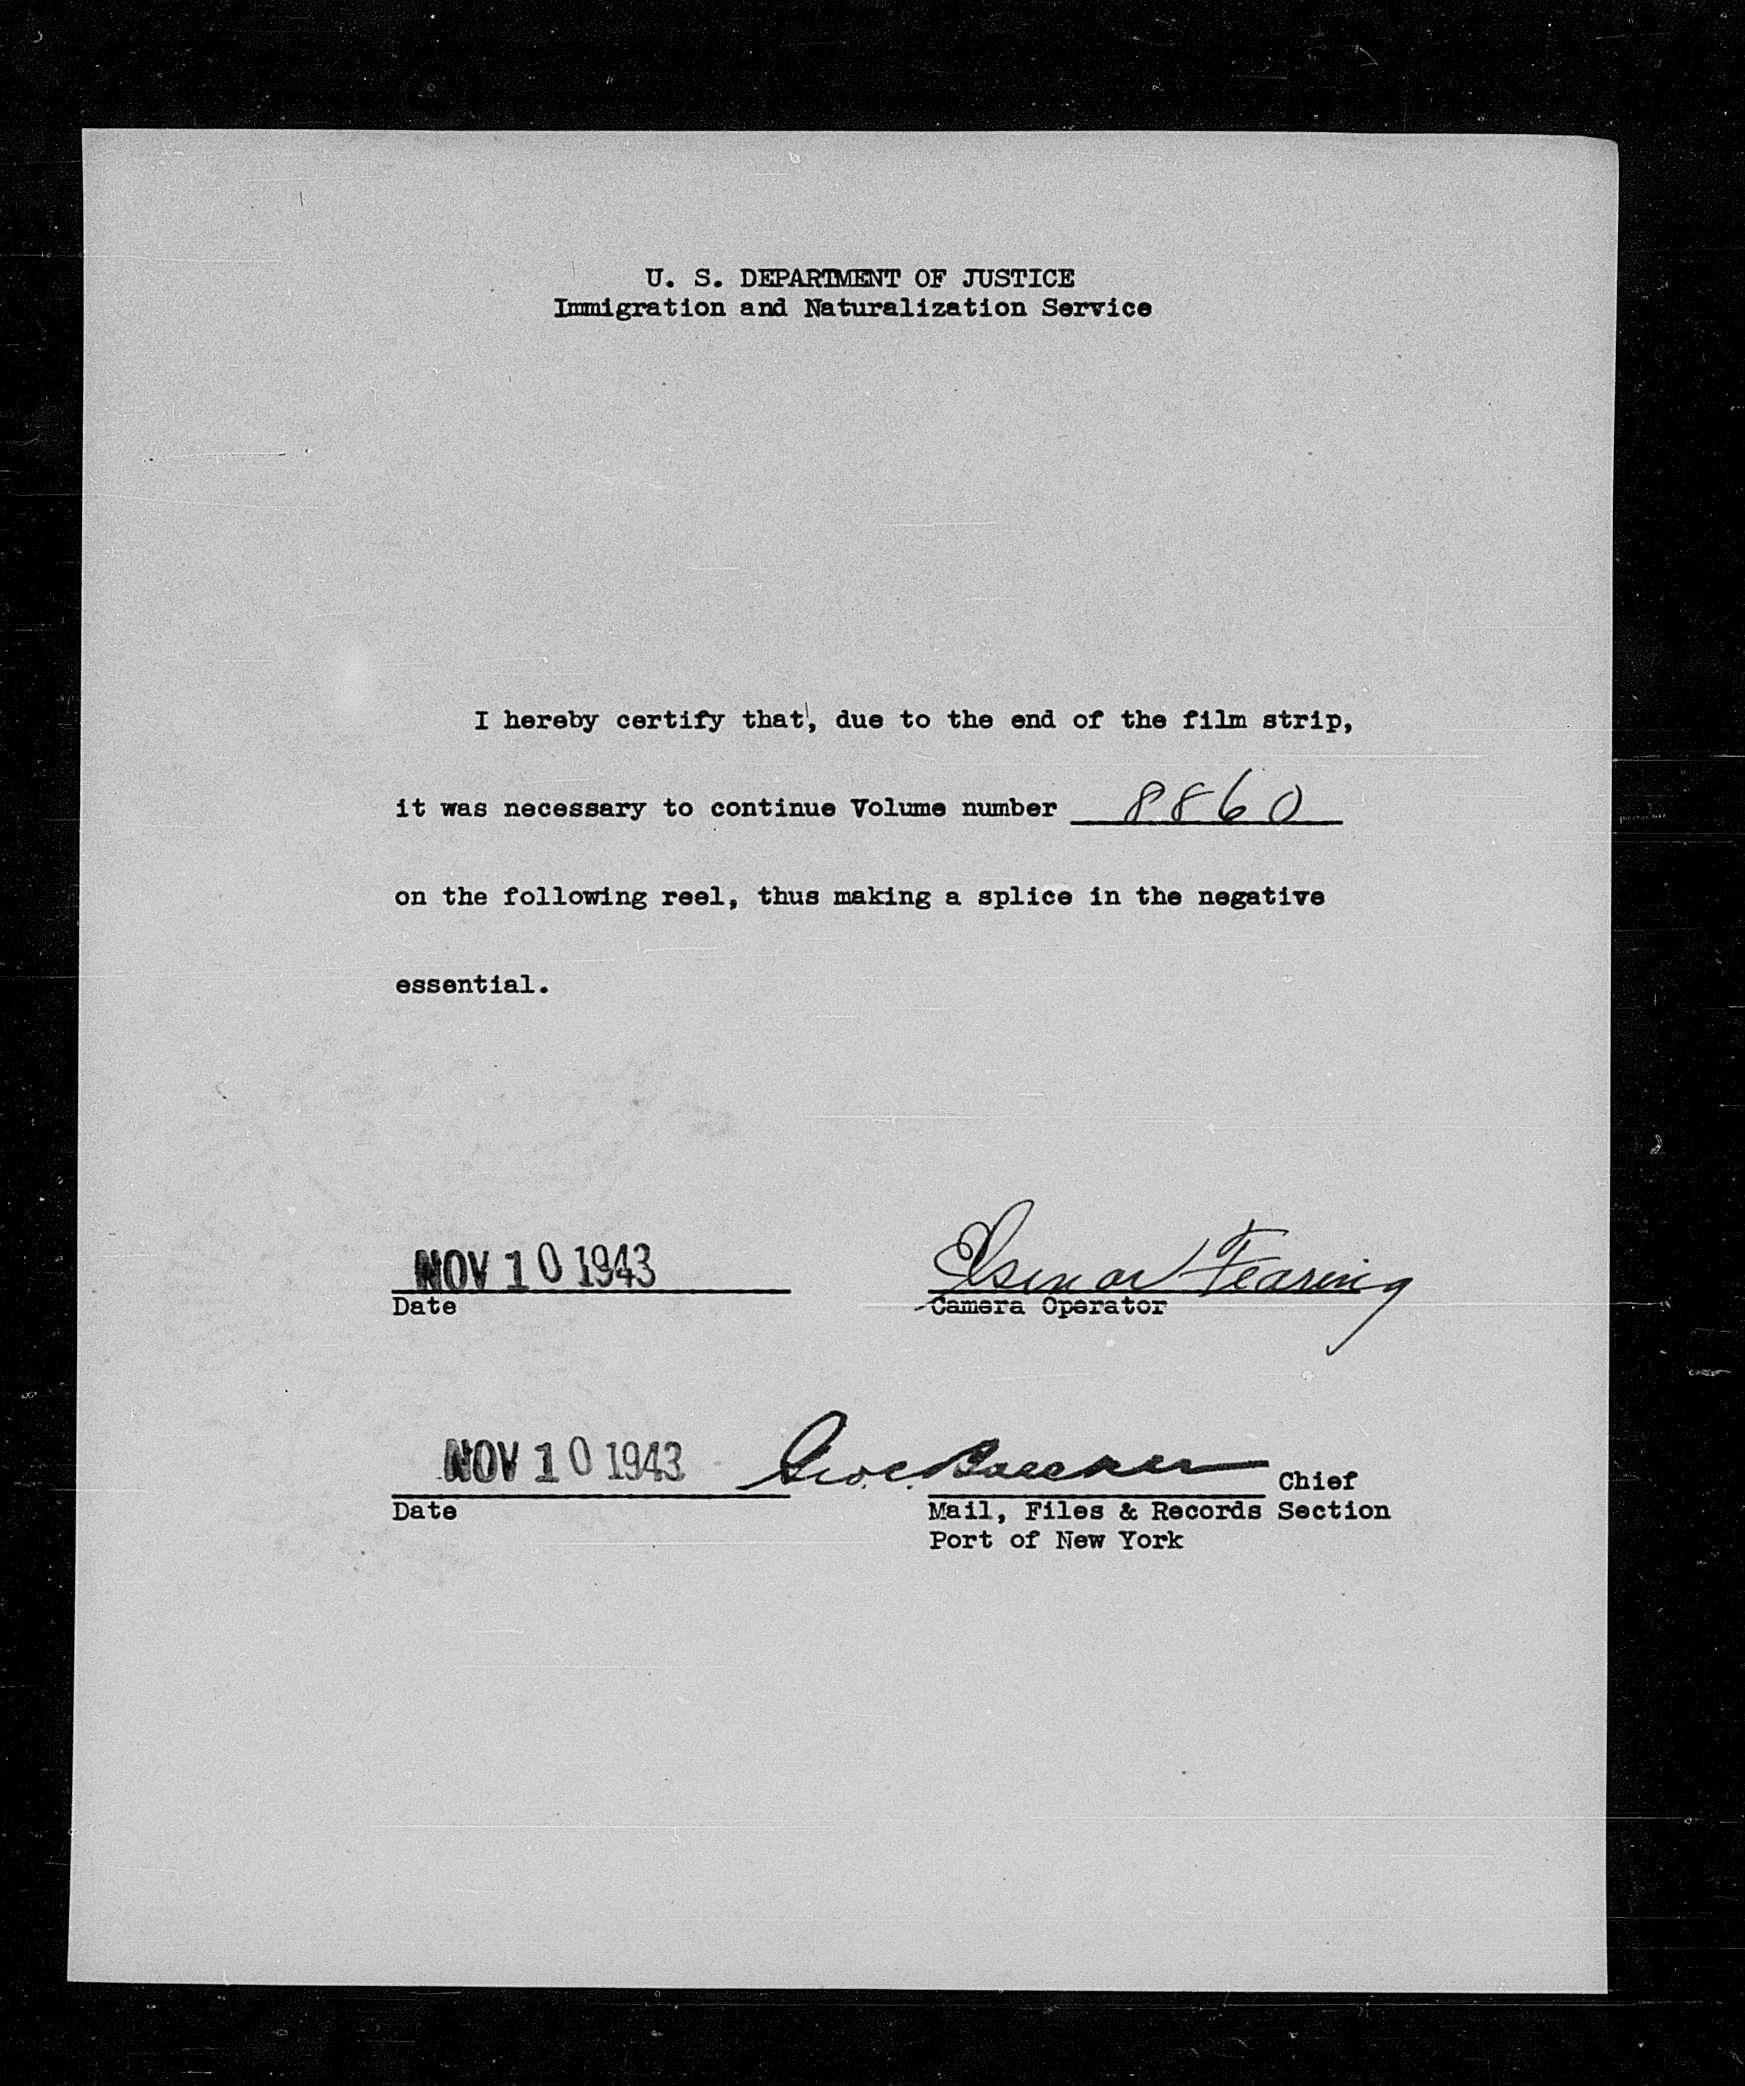 U. S. DEPARTMENT OF JUSTICE
Immigration and Naturalization Service
I hereby certify that, due to the end of the film strip,
it was necessary to continue Volume number 8860
on the following reel, thus making a splice in the negative
essential.
NOV 10 1943
Fearing
Date
Camera Operator
NOV 10 1943
Geo. C. Chief
Date
Mail, Files & Records Section
Port of New York